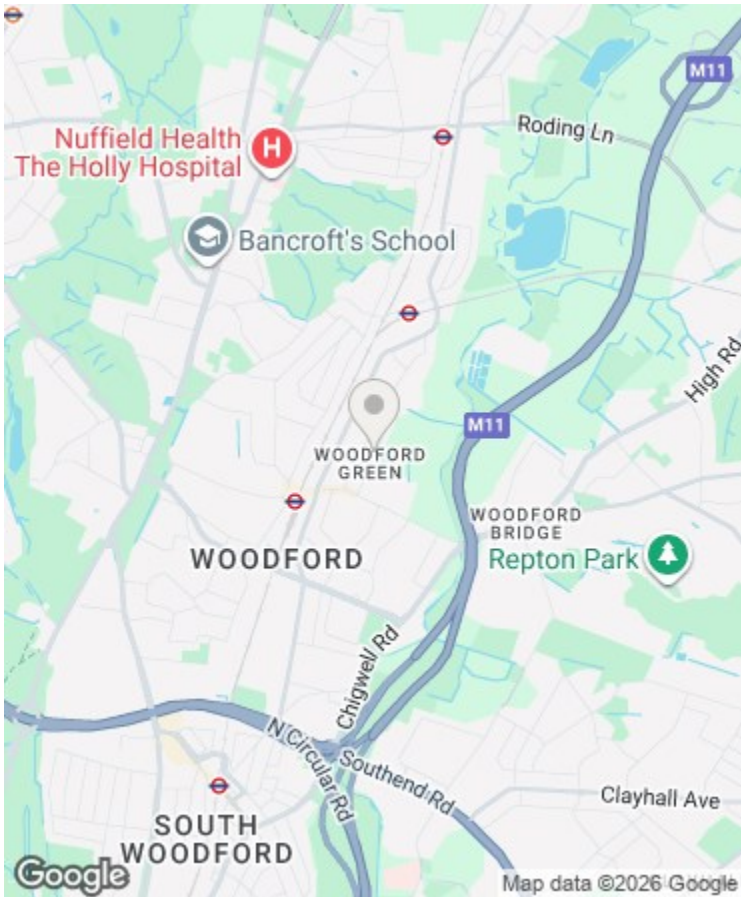 M11
Roding Ln
Nuffield Health
The Holly Hospital
H
Bancroft's School
High Rd
M11
WOODFORD
GREEN
WOODFORD
BRIDGE
WOODFORD
Repton Park
Chigwell Rd
N Circular Rd
Southend Rd
Clayhall Ave
SOUTH
WOODFORD
Google
Map data ©2026 Google